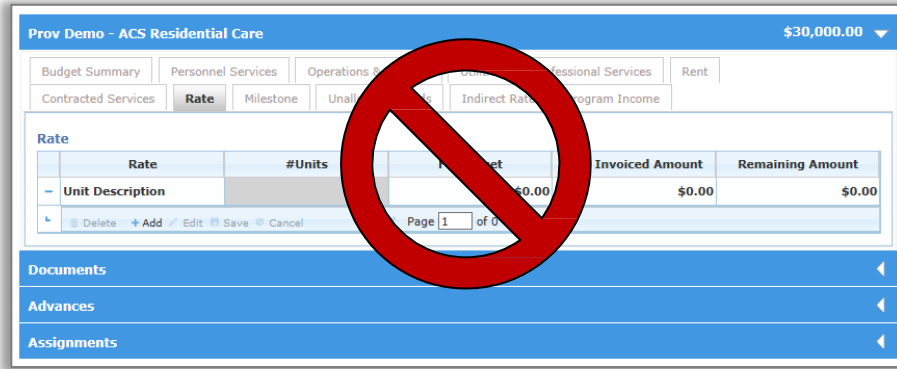 Prov Demo - ACS Residential Care $30,000.00
Budget Summary Personnel Services Operations & Professional Services Rent
Contracted Services Rate Milestone Indirect Rate Program Income
Rate
Rate #Units Invoiced Amount Remaining Amount
Unit Description $0.00 $0.00 $0.00
Delete Add Edit Save Cancel Page 1 of 0
Documents
Advances
Assignments